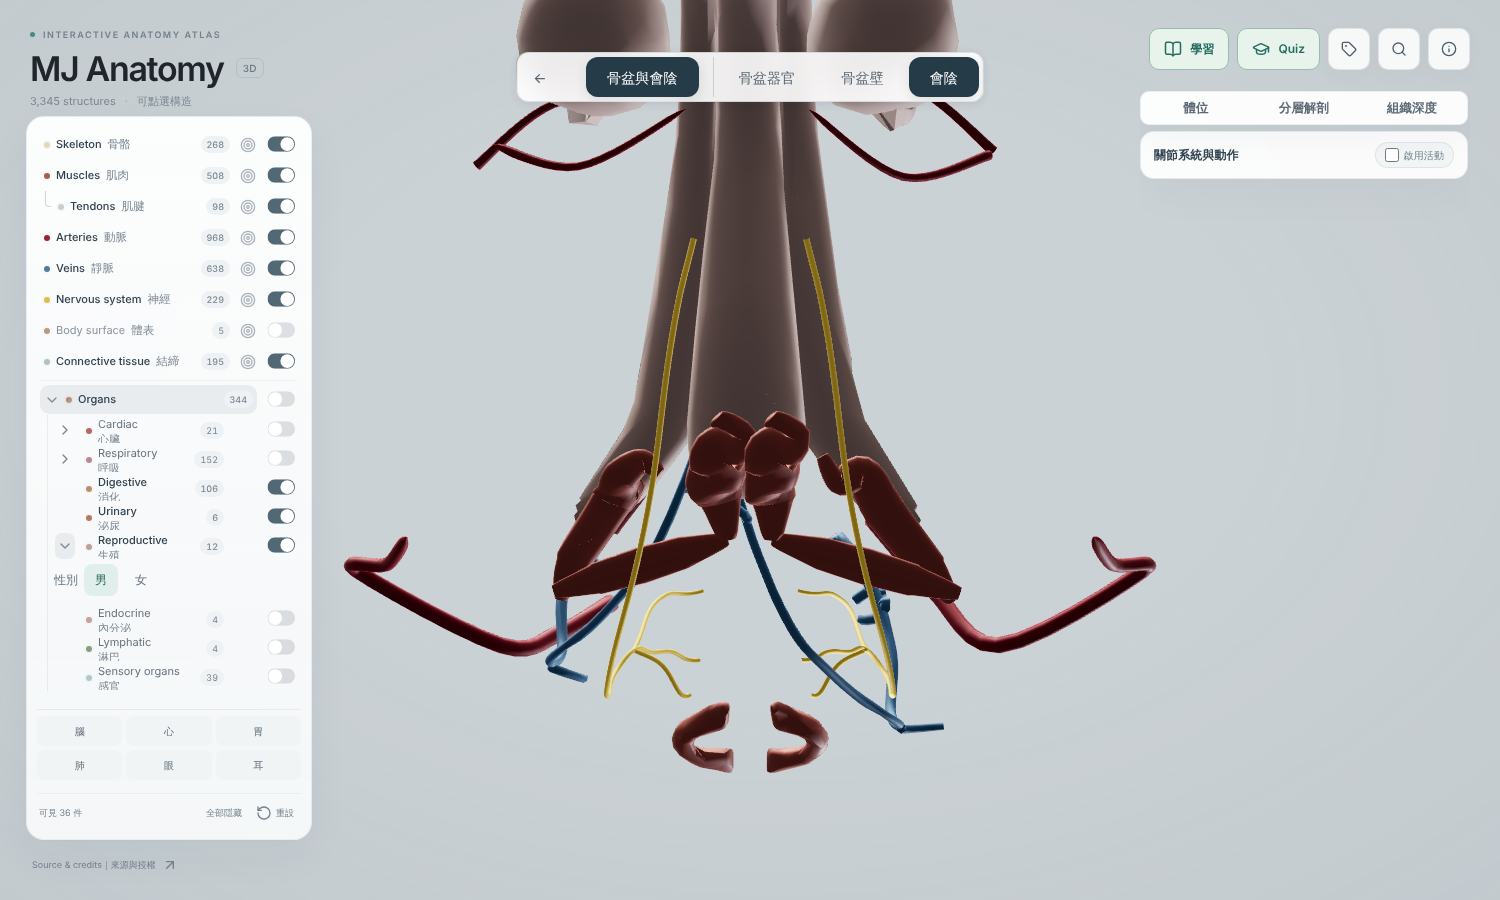 INTERACTIVE ANATOMY ATLAS
MJ Anatomy 3D
3,345 structures · 可點選構造
Skeleton 骨骼 268
Muscles 肌肉 508
Tendons 肌腱 98
Arteries 動脈 968
Veins 靜脈 638
Nervous system 神經 229
Body surface 體表 5
Connective tissue 結締 195
Organs 344
Cardiac 21
心臟
Respiratory 152
呼吸
Digestive 106
消化
Urinary 6
泌尿
Reproductive 12
生殖
性別 男 女
Endocrine 4
內分泌
Lymphatic 4
淋巴
Sensory organs 39
感官
腦 心 胃
肺 眼 耳
可見 36 件 全部隱藏 重設
Source & credits | 來源與授權
骨盆與會陰 骨盆器官 骨盆壁 會陰
學習 Quiz
體位 分層解剖 組織深度
關節系統與動作 啟用活動